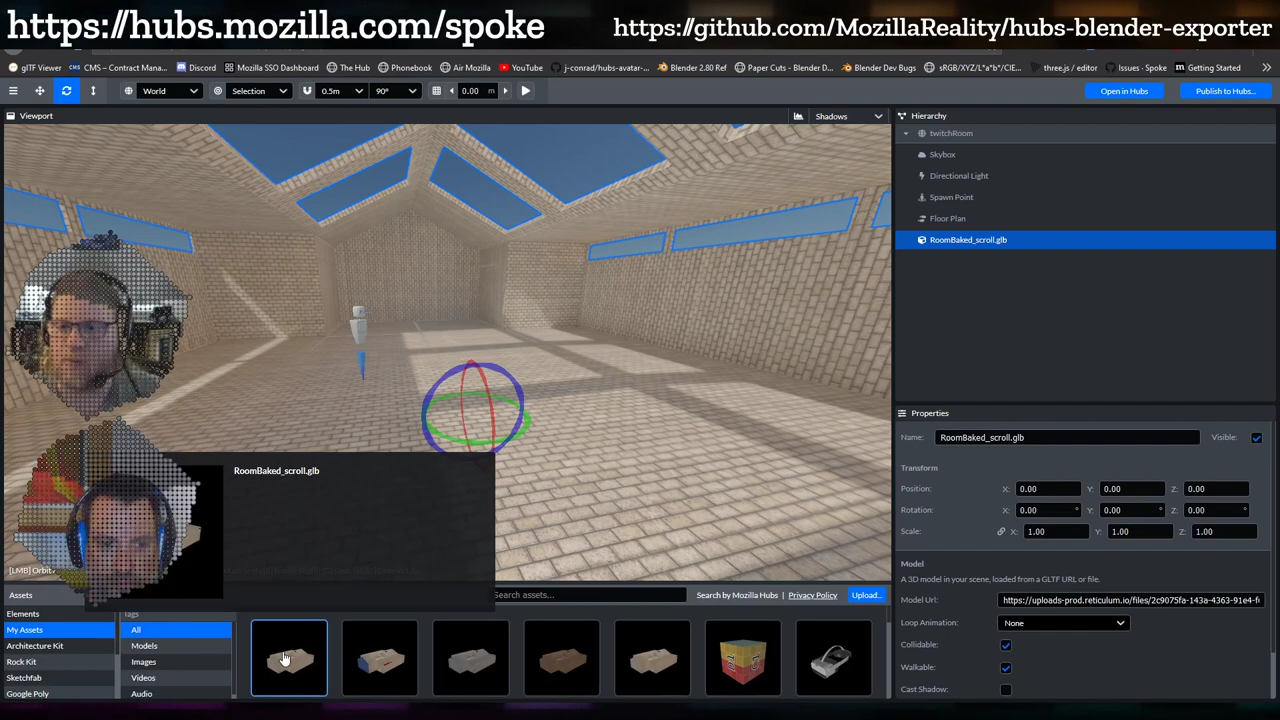 https://hubs.mozilla.com/spoke
https://github.com/MozillaReality/hubs-blender-exporter
glTF Viewer
CMS – Contract Mana...
Discord
Mozilla SSO Dashboard
The Hub
Phonebook
Air Mozilla
YouTube
j-conrad/hubs-avatar-...
Blender 2.80 Ref
Paper Cuts - Blender D...
Blender Dev Bugs
sRGB/XYZ/L*a*b*/CIE...
three.js / editor
Issues · Spoke
Getting Started
World
Selection
0.5m
90°
0.00 m
Open in Hubs
Publish to Hubs...
Viewport
Shadows
Hierarchy
twitchRoom
Skybox
Directional Light
Spawn Point
Floor Plan
RoomBaked_scroll.glb
Properties
Name: RoomBaked_scroll.glb Visible:
Transform
Position: X: 0.00 Y: 0.00 Z: 0.00
Rotation: X: 0.00 ° Y: 0.00 ° Z: 0.00 °
Scale: X: 1.00 Y: 1.00 Z: 1.00
Model
A 3D model in your scene, loaded from a GLTF URL or file.
Model Url: https://uploads-prod.reticulum.io/files/2c9075fa-143a-4363-91e4-f
Loop Animation: None
Collidable:
Walkable:
Cast Shadow:
RoomBaked_scroll.glb
[LMB] Orbit
Assets
Search assets...
Search by Mozilla Hubs | Privacy Policy
Upload...
Elements
My Assets
Architecture Kit
Rock Kit
Sketchfab
Google Poly
Tags
All
Models
Images
Videos
Audio